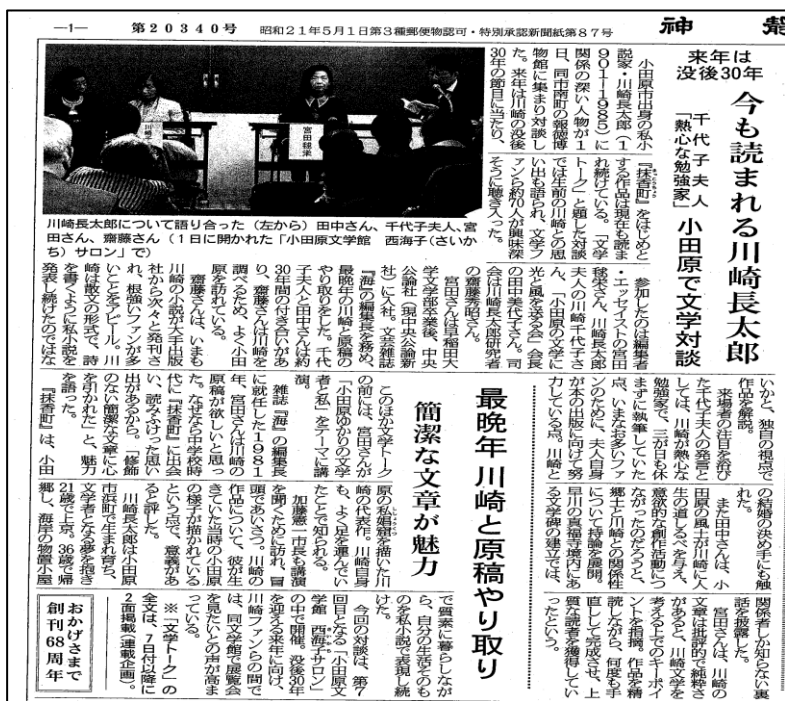 —1—
第20340号
昭和21年5月1日第3種郵便物認可・特別承認新聞紙第87号
神 静
来年は
没後30年
今も読まれる川崎長太郎
千代子夫人
「熱心な勉強家」
小田原で文学対談
小田原市出身の私小
説家・川崎長太郎(1
901―1985)に
関係の深い人物が1
日、同市南町の報徳博
物館に集まり対談し
た。来年は川崎の没後
30年の節目に当たり、
『抹香町』をはじめと
する作品は現在も読ま
れ続けている。「文学
トーク」と題した対談
では生前の川崎との思
い出も語られ、文学フ
ァンら約70人が興味深
そうに聴き入った。
川崎長太郎について語り合った(左から)田中さん、千代子夫人、宮
田さん、齋藤さん(1日に開かれた「小田原文学館 西海子(さいか
ち)サロン」で)
宮田毬栄
参加したのは編集者
・エッセイストの宮田
毬栄さん、川崎長太郎
夫人の川崎千代子さ
ん、「小田原の文学に
光と風を送る会」会長
の田中美代子さん。司
会は川崎長太郎研究者
の齋藤秀昭さん。
宮田さんは早稲田大
学文学部卒業後、中央
公論社(現中央公論新
社)に入社。文芸雑誌
『海』の編集長を務め、
最晩年の川崎と原稿の
やり取りをした。千代
子夫人と田中さんは約
30年間の付き合いがあ
り、齋藤さんは川崎を
調べるため、よく小田
原を訪れている。
齋藤さんは、いまも
川崎の小説が大手出版
社から次々と発刊さ
れ、根強いファンが多
いことをアピール。川
崎は散文の形式で、詩
を書くように私小説を
発表し続けたのではな
いかと、独自の視点で
作品を解説。
来場者の注目を浴び
た千代子夫人の発言と
しては、川崎が熱心な
勉強家で、三が日も休
まずに執筆していた
点、いまなお多いファ
ンのために、夫人自身
が本の出版に向けて努
力している点。川崎と
の結婚の決め手にも触
れた。
また田中さんは、小
田原の風土が川崎に人
生の道しるべを与え、
意欲的な創作活動につ
ながったのだろうと、
郷土と川崎との関係性
について持論を展開。
早川の真福寺境内にあ
る文学碑の建立では、
関係者しか知らない裏
話を披露した。
宮田さんは、川崎の
文章は批評的で純粋さ
があると、川崎文学を
考える上でのキーポイ
ントを指摘。作品を精
読しながら、何度も手
直しして完成させ、上
質な読者を獲得してい
ったという。
最晩年 川崎と原稿やり取り
簡潔な文章が魅力
このほか文学トーク
の前には、宮田さんが
「小田原ゆかりの文学
者と私」をテーマに講
演。
雑誌『海』の編集長
に就任した1981
年、宮田さんは川崎の
原稿が欲しいと思っ
た。なぜなら中学校時
代に『抹香町』に出会
い、読みふけった思い
出があるから。「修飾
のない簡潔な文章に心
を引かれた」と、魅力
を語った。
『抹香町』は、小田
原の私娼窟を描いた川
崎の代表作。川崎自身
も、よく足を運んでい
たことで知られる。
加藤憲一市長も講演
を聞くために訪れ、冒
頭であいさつ。川崎の
作品について、彼が生
きていた当時の小田原
の様子が描かれている
という点で、意義があ
ると評した。
川崎長太郎は小田原
市浜町で生まれ育ち、
文学者となる夢を抱き
21歳で上京。36歳で帰
郷し、海岸の物置小屋
で質素に暮らしなが
ら、自分の生活そのも
のを私小説で表現し続
けた。
今回の対談は、第7
回目となる「小田原文
学館 西海子サロン」
の中で開催。没後30年
を迎える来年に向け、
川崎ファンらの間で
は、同文学館で展覧会
を見たいとの声が高ま
っている。
※「文学トーク」の
全文は、7日付以降に
2面掲載(連載企画)。
おかげさまで
創刊68周年